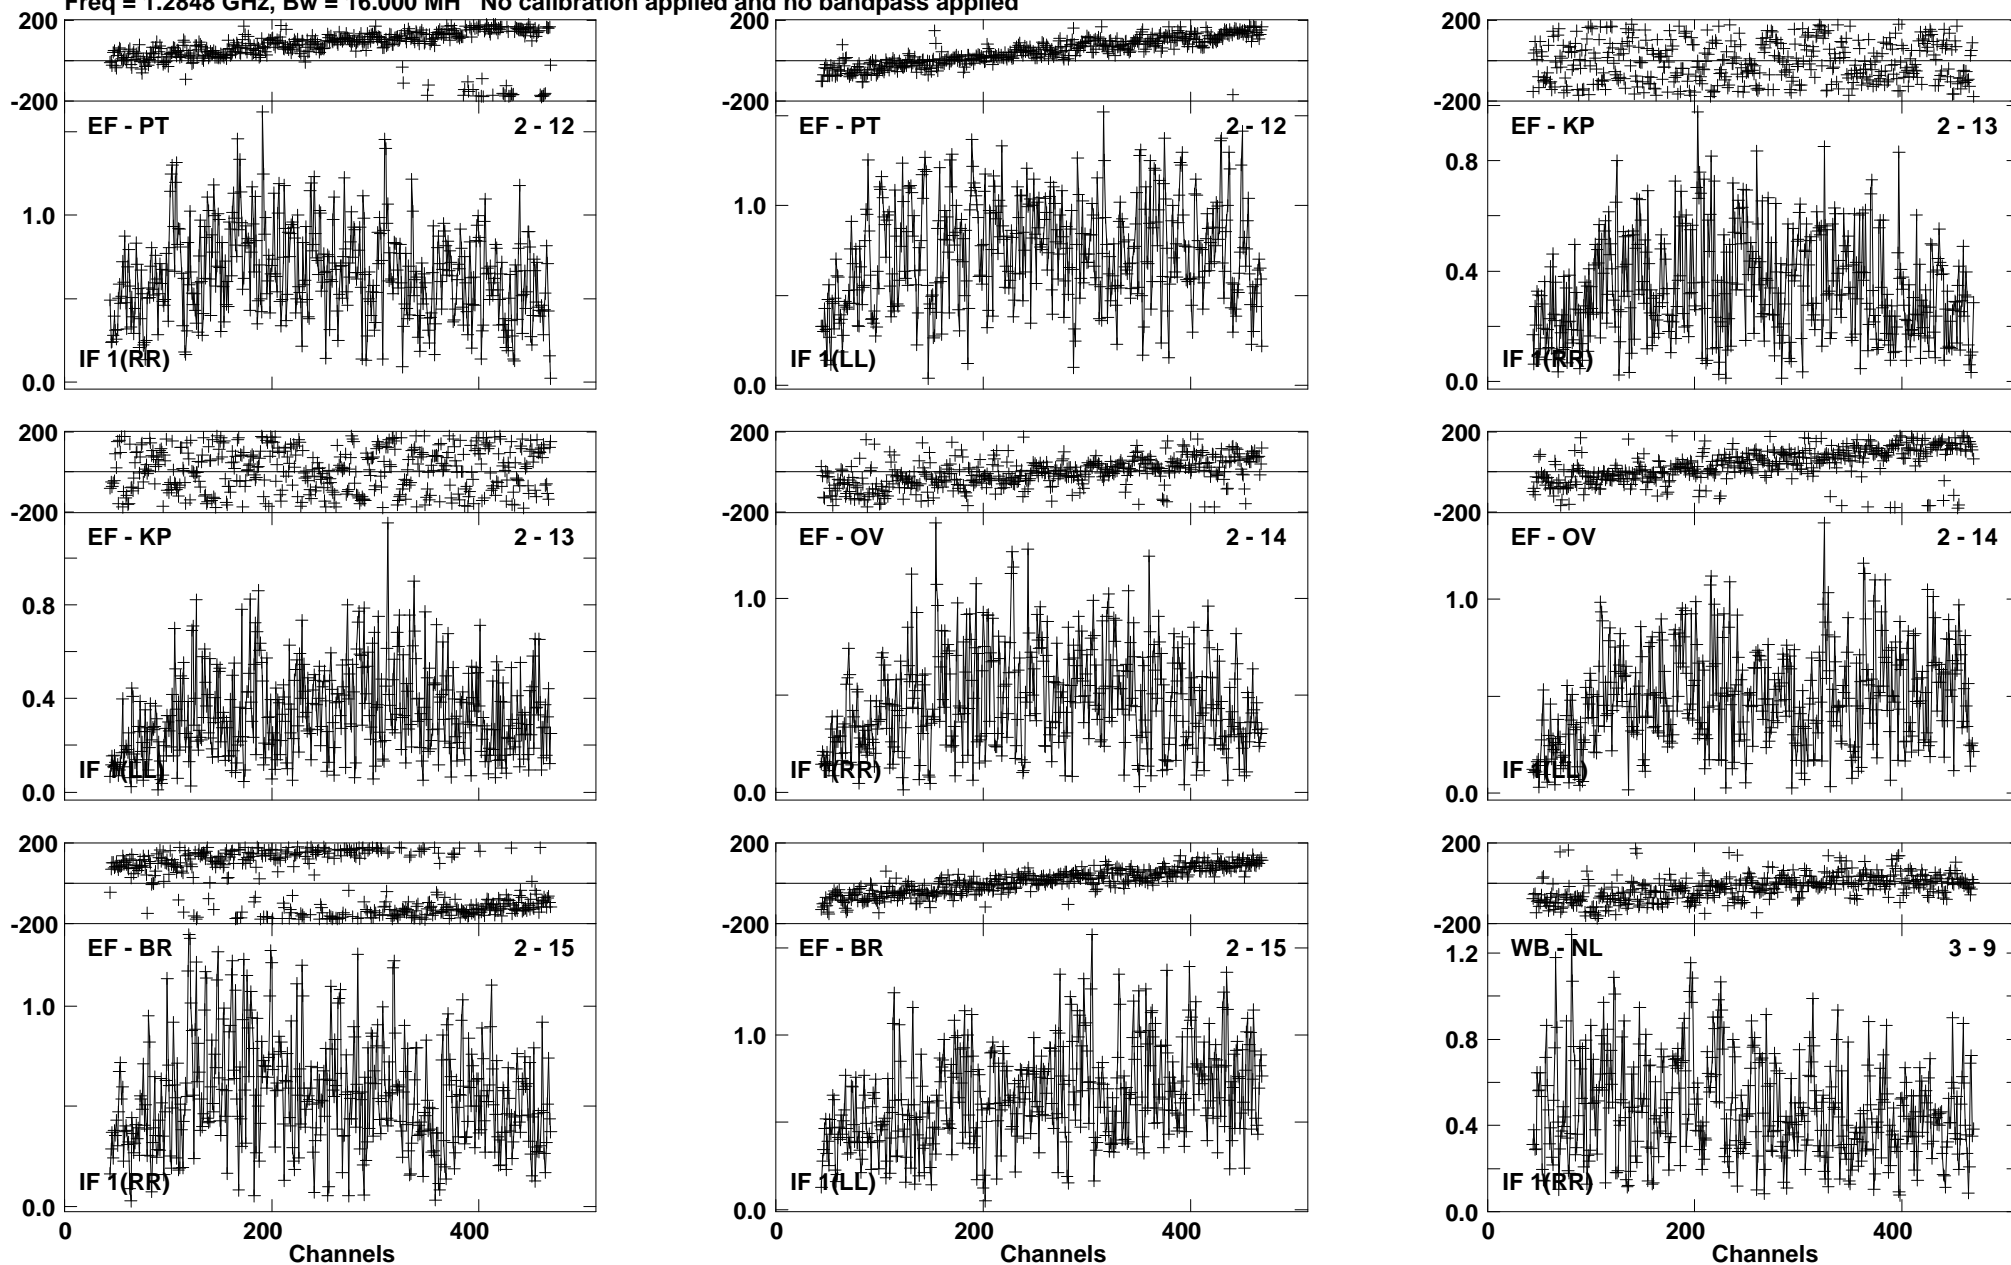 Freq = 1.2848 GHz, Bw = 16.000 MH No calibration applied and no bandpass applied
200
-200
EF - PT 2 - 12
1.0
0.0
IF 1(RR)
200
-200
EF - PT 2 - 12
1.0
0.0
IF 1(LL)
200
-200
EF - KP 2 - 13
0.8
0.4
0.0
IF 1(RR)
200
-200
EF - KP 2 - 13
0.8
0.4
0.0
IF 1(LL)
200
-200
EF - OV 2 - 14
1.0
0.0
IF 1(RR)
200
-200
EF - OV 2 - 14
1.0
0.0
IF 1(LL)
200
-200
EF - BR 2 - 15
1.0
0.0
IF 1(RR)
0 200 400
Channels
200
-200
EF - BR 2 - 15
1.0
0.0
IF 1(LL)
0 200 400
Channels
200
-200
WB - NL 3 - 9
1.2
0.8
0.4
0.0
IF 1(RR)
0 200 400
Channels